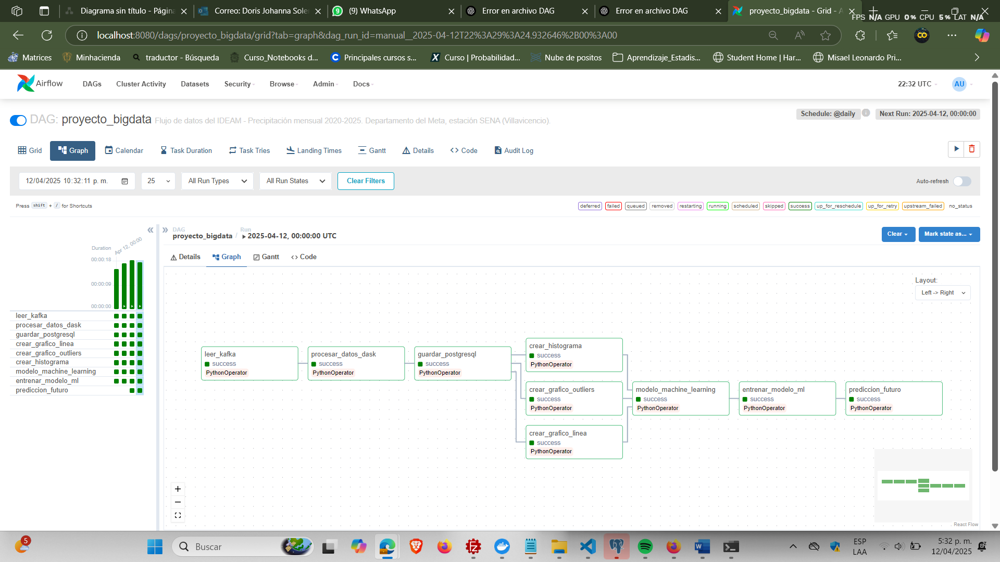 Diagrama sin título - Págin
Correo: Doris Johanna Sole
(9) WhatsApp
Error en archivo DAG
Error en archivo DAG
proyecto_bigdata - Grid - A
FPS N/A GPU 0% CPU 5% LAT N/A
localhost:8080/dags/proyecto_bigdata/grid?tab=graph&dag_run_id=manual__2025-04-12T22%3A29%3A24.932646%2B00%3A00
Matrices
Minhacienda
traductor - Búsqueda
Curso_Notebooks d...
Principales cursos s...
Curso | Probabilidad...
Nube de positos
Aprendizaje_Estadis...
Student Home | Har...
Misael Leonardo Pri...
Airflow
DAGs
Cluster Activity
Datasets
Security
Browse
Admin
Docs
22:32 UTC
AU
DAG: proyecto_bigdata Flujo de datos del IDEAM - Precipitación mensual 2020-2025. Departamento del Meta, estación SENA (Villavicencio).
Schedule: @daily
Next Run: 2025-04-12, 00:00:00
Grid
Graph
Calendar
Task Duration
Task Tries
Landing Times
Gantt
Details
Code
Audit Log
12/04/2025 10:32:11 p. m.
25
All Run Types
All Run States
Clear Filters
Auto-refresh
Press shift + / for Shortcuts
deferred
failed
queued
removed
restarting
running
scheduled
skipped
success
up_for_reschedule
up_for_retry
upstream_failed
no_status
DAG
proyecto_bigdata
/
Run
2025-04-12, 00:00:00 UTC
Clear
Mark state as...
Details
Graph
Gantt
Code
Duration
Apr 12, 00:00
00:00:18
00:00:09
00:00:00
leer_kafka
procesar_datos_dask
guardar_postgresql
crear_grafico_linea
crear_grafico_outliers
crear_histograma
modelo_machine_learning
entrenar_modelo_ml
prediccion_futuro
Layout:
Left -> Right
leer_kafka
success
PythonOperator
procesar_datos_dask
success
PythonOperator
guardar_postgresql
success
PythonOperator
crear_histograma
success
PythonOperator
crear_grafico_outliers
success
PythonOperator
crear_grafico_linea
success
PythonOperator
modelo_machine_learning
success
PythonOperator
entrenar_modelo_ml
success
PythonOperator
prediccion_futuro
success
PythonOperator
React Flow
5
Buscar
ESP
LAA
5:32 p. m.
12/04/2025